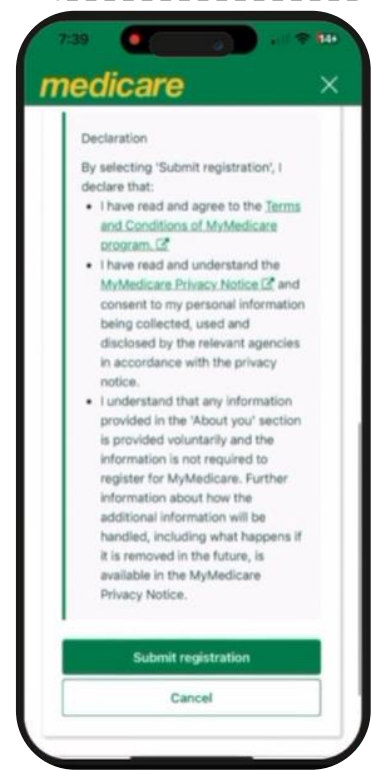 7:39
14+
medicare
Declaration
By selecting 'Submit registration', I
declare that:
• I have read and agree to the Terms
and Conditions of MyMedicare
program.
• I have read and understand the
MyMedicare Privacy Notice and
consent to my personal information
being collected, used and
disclosed by the relevant agencies
in accordance with the privacy
notice.
• I understand that any information
provided in the 'About you' section
is provided voluntarily and the
information is not required to
register for MyMedicare. Further
information about how the
additional information will be
handled, including what happens if
it is removed in the future, is
available in the MyMedicare
Privacy Notice.
Submit registration
Cancel